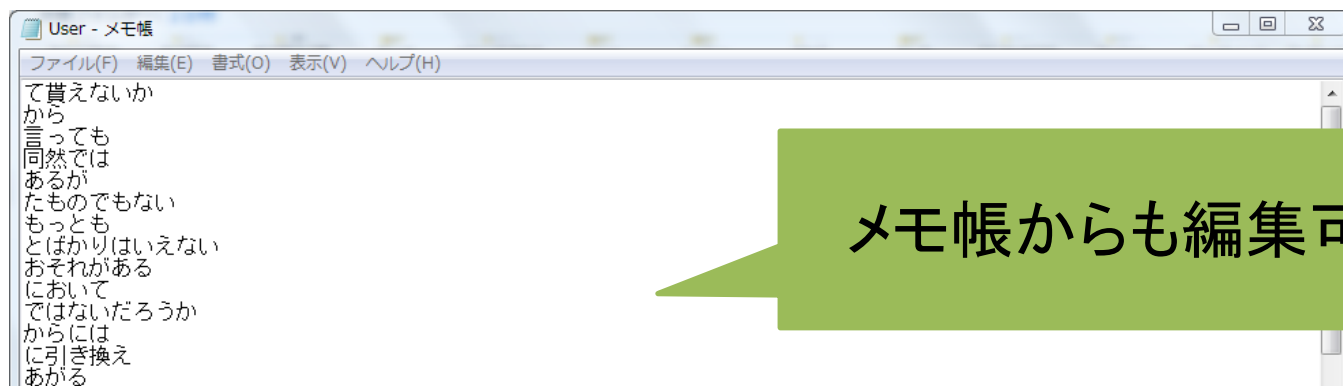 User - メモ帳
ファイル(F) 編集(E) 書式(O) 表示(V) ヘルプ(H)
て貰えないか
から
言っても
同然では
あるが
たものでもない
もっとも
とばかりはいえない
おそれがある
において
ではないだろうか
からには
に引き換え
あがる
メモ帳からも編集可